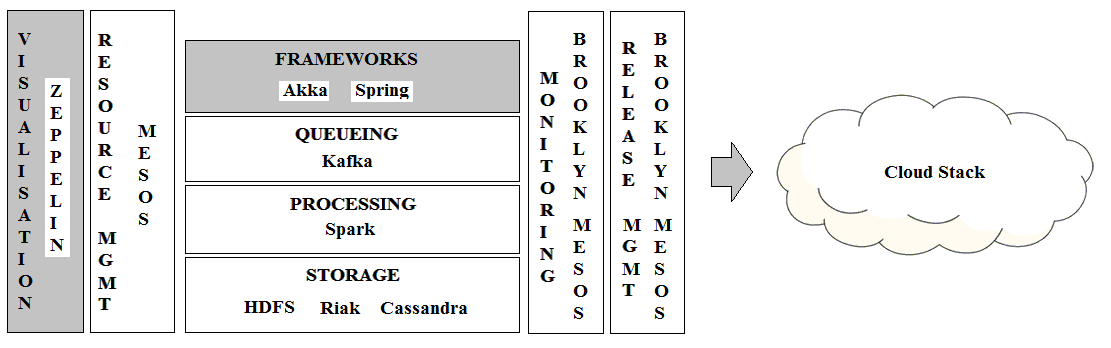 VISUALISATION
ZEPPELIN
RESOURCE MGMT
MESOS
FRAMEWORKS
Akka Spring
QUEUEING
Kafka
PROCESSING
Spark
STORAGE
HDFS Riak Cassandra
MONITORING
BROOKLYN MESOS
RELEASE MGMT
BROOKLYN MESOS
Cloud Stack